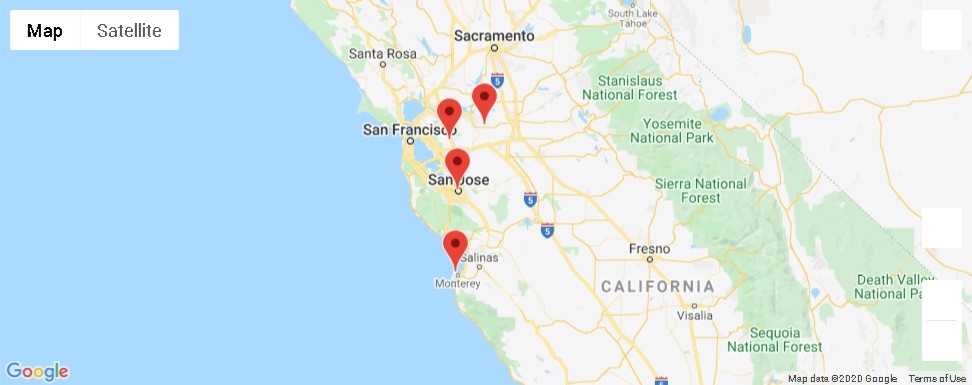 Map
Satellite
South Lake
Tahoe
Sacramento
Santa Rosa
5
Stanislaus
National Forest
San Francisco
Yosemite
National Park
San Jose
Sierra National
Forest
5
5
Salinas
Monterey
Fresno
CALIFORNIA
Death Valley
National
Visalia
Sequoia
National Forest
5
Google
Map data ©2020 Google
Terms of Use